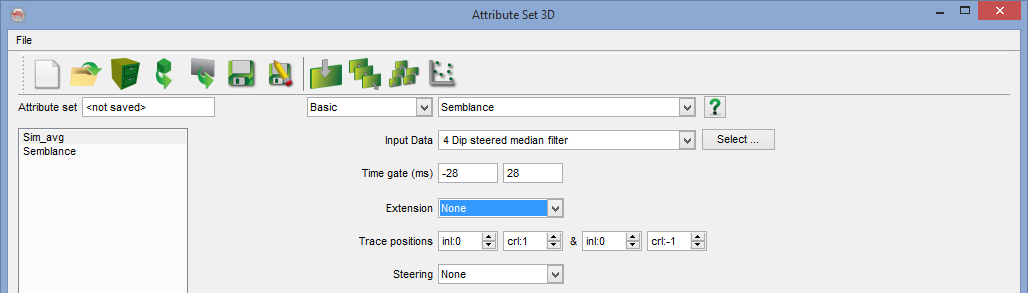 Attribute Set 3D
File
Attribute set <not saved> Basic Semblance ?
Sim_avg
Semblance
Input Data 4 Dip steered median filter Select ...
Time gate (ms) -28 28
Extension None
Trace positions inl:0 crl:1 & inl:0 crl:-1
Steering None